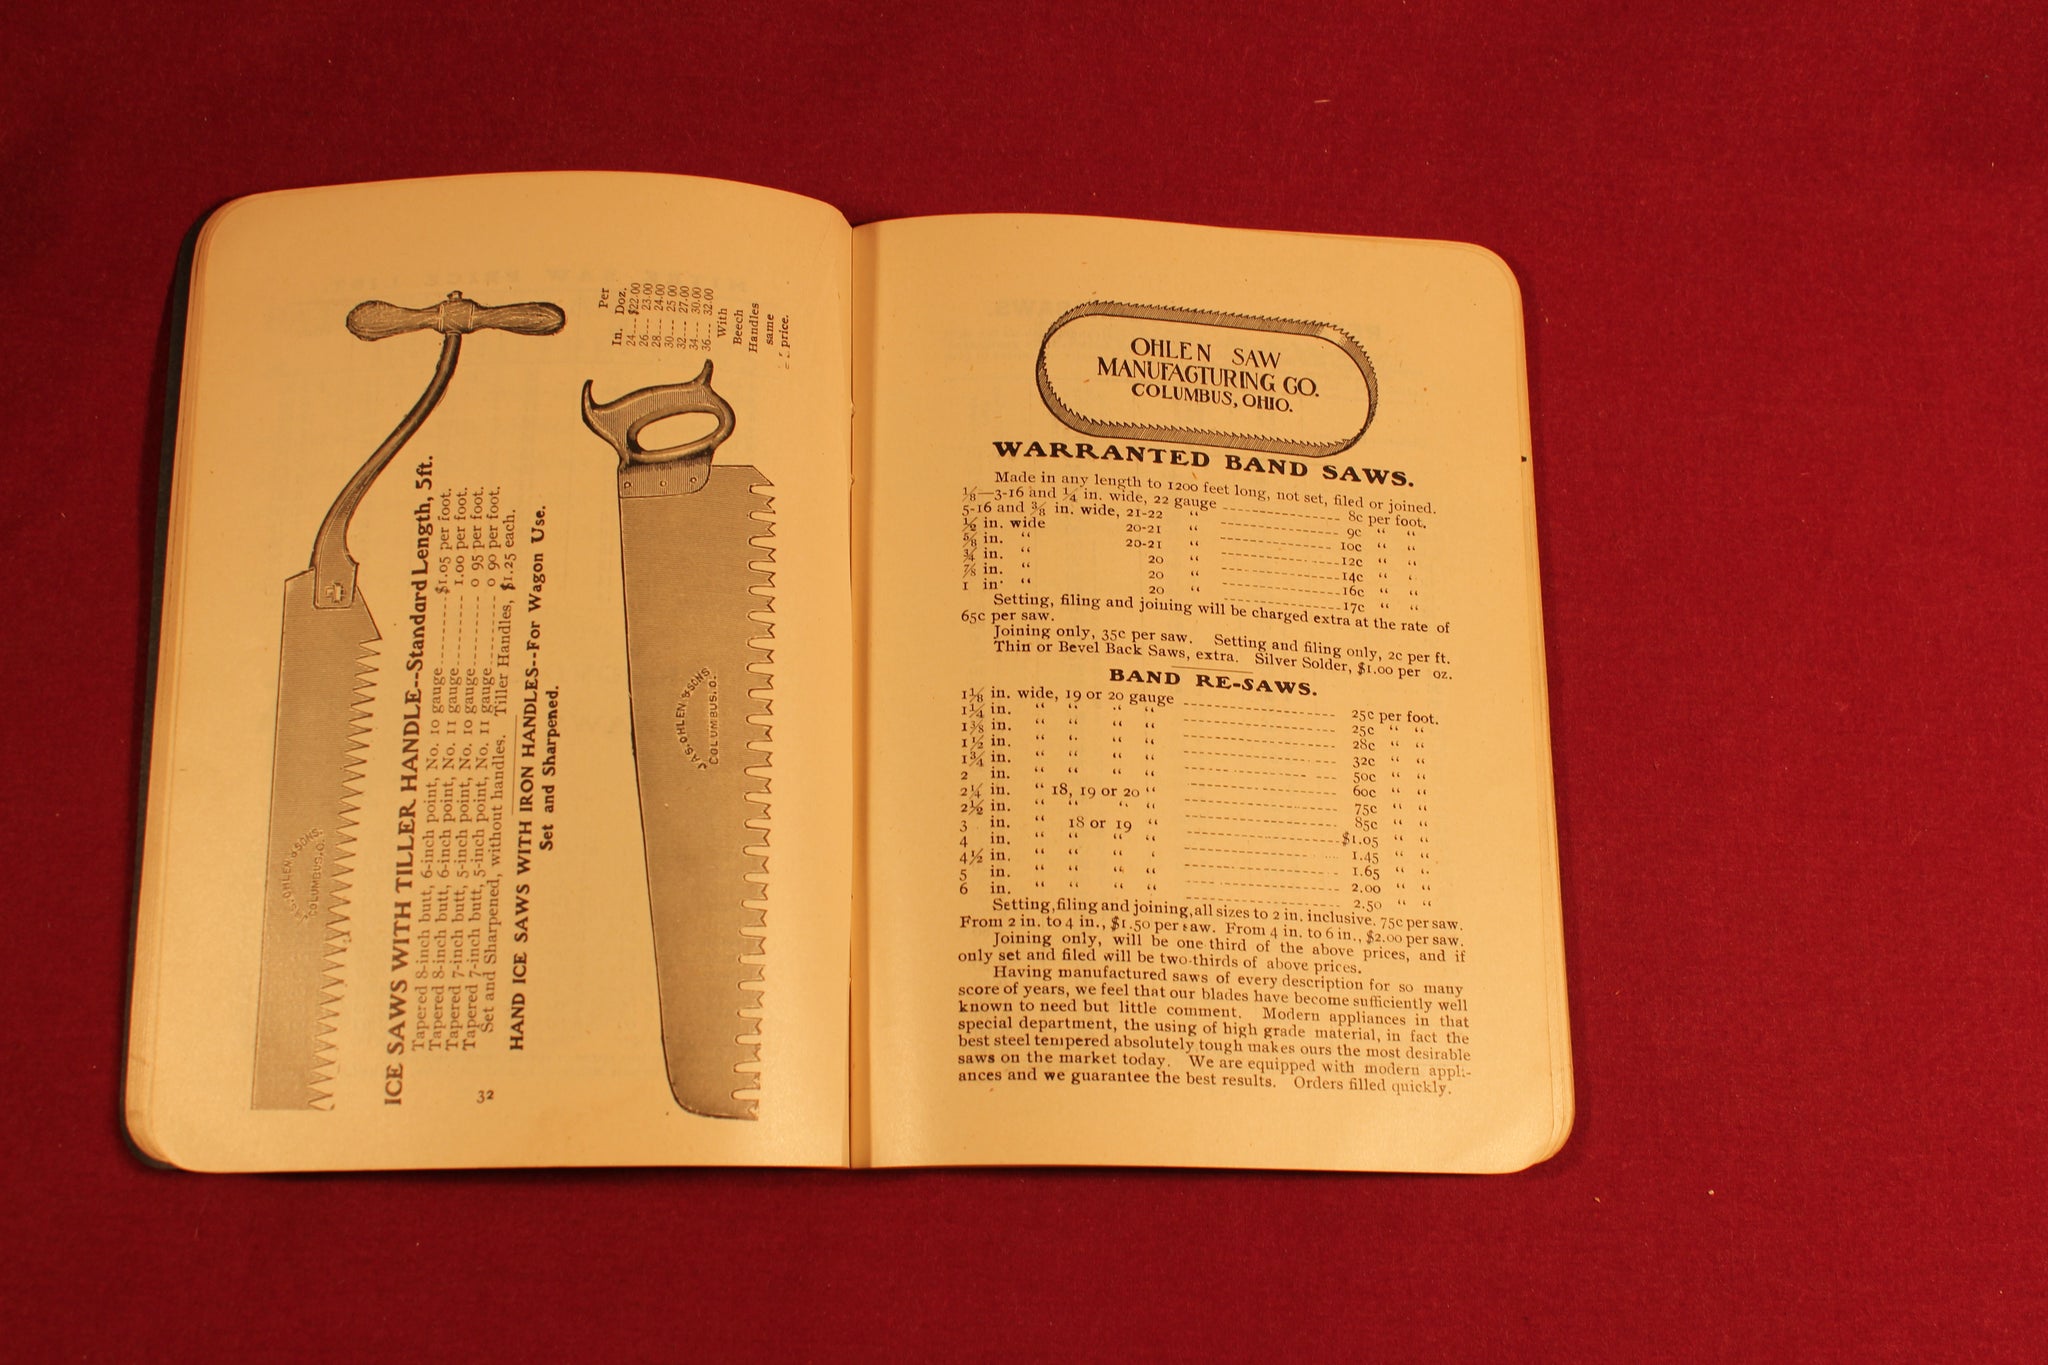 ICE SAWS WITH TILLER HANDLE--Standard Length, 5ft.
Tapered 8-inch butt, 6-inch point, No. 10 gauge--------$1.05 per foot.
Tapered 8-inch butt, 6-inch point, No. 11 gauge-------- 1.00 per foot.
Tapered 7-inch butt, 5-inch point, No. 10 gauge-------- 0 95 per foot.
Tapered 7-inch butt, 5-inch point, No. 11 gauge-------- 0 90 per foot.
Set and Sharpened, without handles. Tiller Handles, $1.25 each.
HAND ICE SAWS WITH IRON HANDLES--For Wagon Use.
Set and Sharpened.
& SONS.
COLUMBUS.O.
OHLEN & SONS
COLUMBUS.O.
Per
In. Doz.
24---$22.00
26--- 23.00
28--- 24.00
30--- 25 00
32--- 27.00
34--- 30.00
36--- 32.00
With
Beech
Handles
same
price.
32
OHLEN SAW
MANUFACTURING CO.
COLUMBUS, OHIO.
WARRANTED BAND SAWS.
Made in any length to 1200 feet long, not set, filed or joined.
⅛—3-16 and ¼ in. wide, 22 gauge -------------------- 8c per foot.
5-16 and ⅜ in. wide, 21-22 “ -------------------- 9c “ “
½ in. wide 20-21 “ -------------------- 10c “ “
⅝ in. “ 20-21 “ -------------------- 12c “ “
¾ in. “ 20 “ -------------------- 14c “ “
⅞ in. “ 20 “ -------------------- 16c “ “
1 in. “ 20 “ -------------------- 17c “ “
Setting, filing and joining will be charged extra at the rate of
65c per saw.
Joining only, 35c per saw. Setting and filing only, 2c per ft.
Thin or Bevel Back Saws, extra. Silver Solder, $1.00 per oz.
BAND RE-SAWS.
1⅛ in. wide, 19 or 20 gauge -------------------- 25c per foot.
1¼ in. “ “ “ “ -------------------- 25c “ “
1⅜ in. “ “ “ “ -------------------- 28c “ “
1½ in. “ “ “ “ -------------------- 32c “ “
1¾ in. “ “ “ “ -------------------- 50c “ “
2 in. “ “ “ “ -------------------- 60c “ “
2¼ in. “ 18, 19 or 20 “ -------------------- 75c “ “
2½ in. “ “ “ “ -------------------- 85c “ “
3 in. “ 18 or 19 “ -------------------- $1.05 “ “
4 in. “ “ “ “ -------------------- 1.45 “ “
4½ in. “ “ “ “ -------------------- 1.65 “ “
5 in. “ “ “ “ -------------------- 2.00 “ “
6 in. “ “ “ “ -------------------- 2.50 “ “
Setting, filing and joining, all sizes to 2 in. inclusive. 75c per saw.
From 2 in. to 4 in., $1.50 per saw. From 4 in. to 6 in., $2.00 per saw.
Joining only, will be one third of the above prices, and if
only set and filed will be two-thirds of above prices.
Having manufactured saws of every description for so many
score of years, we feel that our blades have become sufficiently well
known to need but little comment. Modern appliances in that
special department, the using of high grade material, in fact the
best steel tempered absolutely tough makes ours the most desirable
saws on the market today. We are equipped with modern appli-
ances and we guarantee the best results. Orders filled quickly.